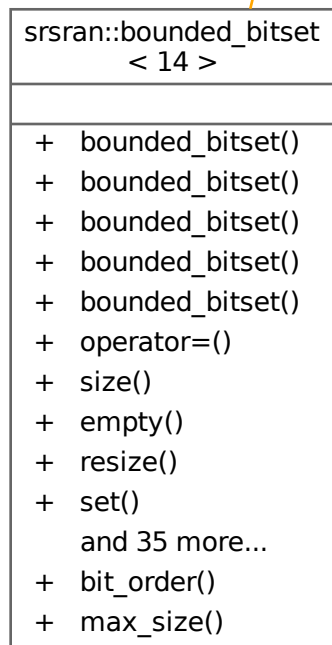 srsran::bounded_bitset
< 14 >
+ bounded_bitset()
+ bounded_bitset()
+ bounded_bitset()
+ bounded_bitset()
+ bounded_bitset()
+ operator=()
+ size()
+ empty()
+ resize()
+ set()
and 35 more...
+ bit_order()
+ max_size()